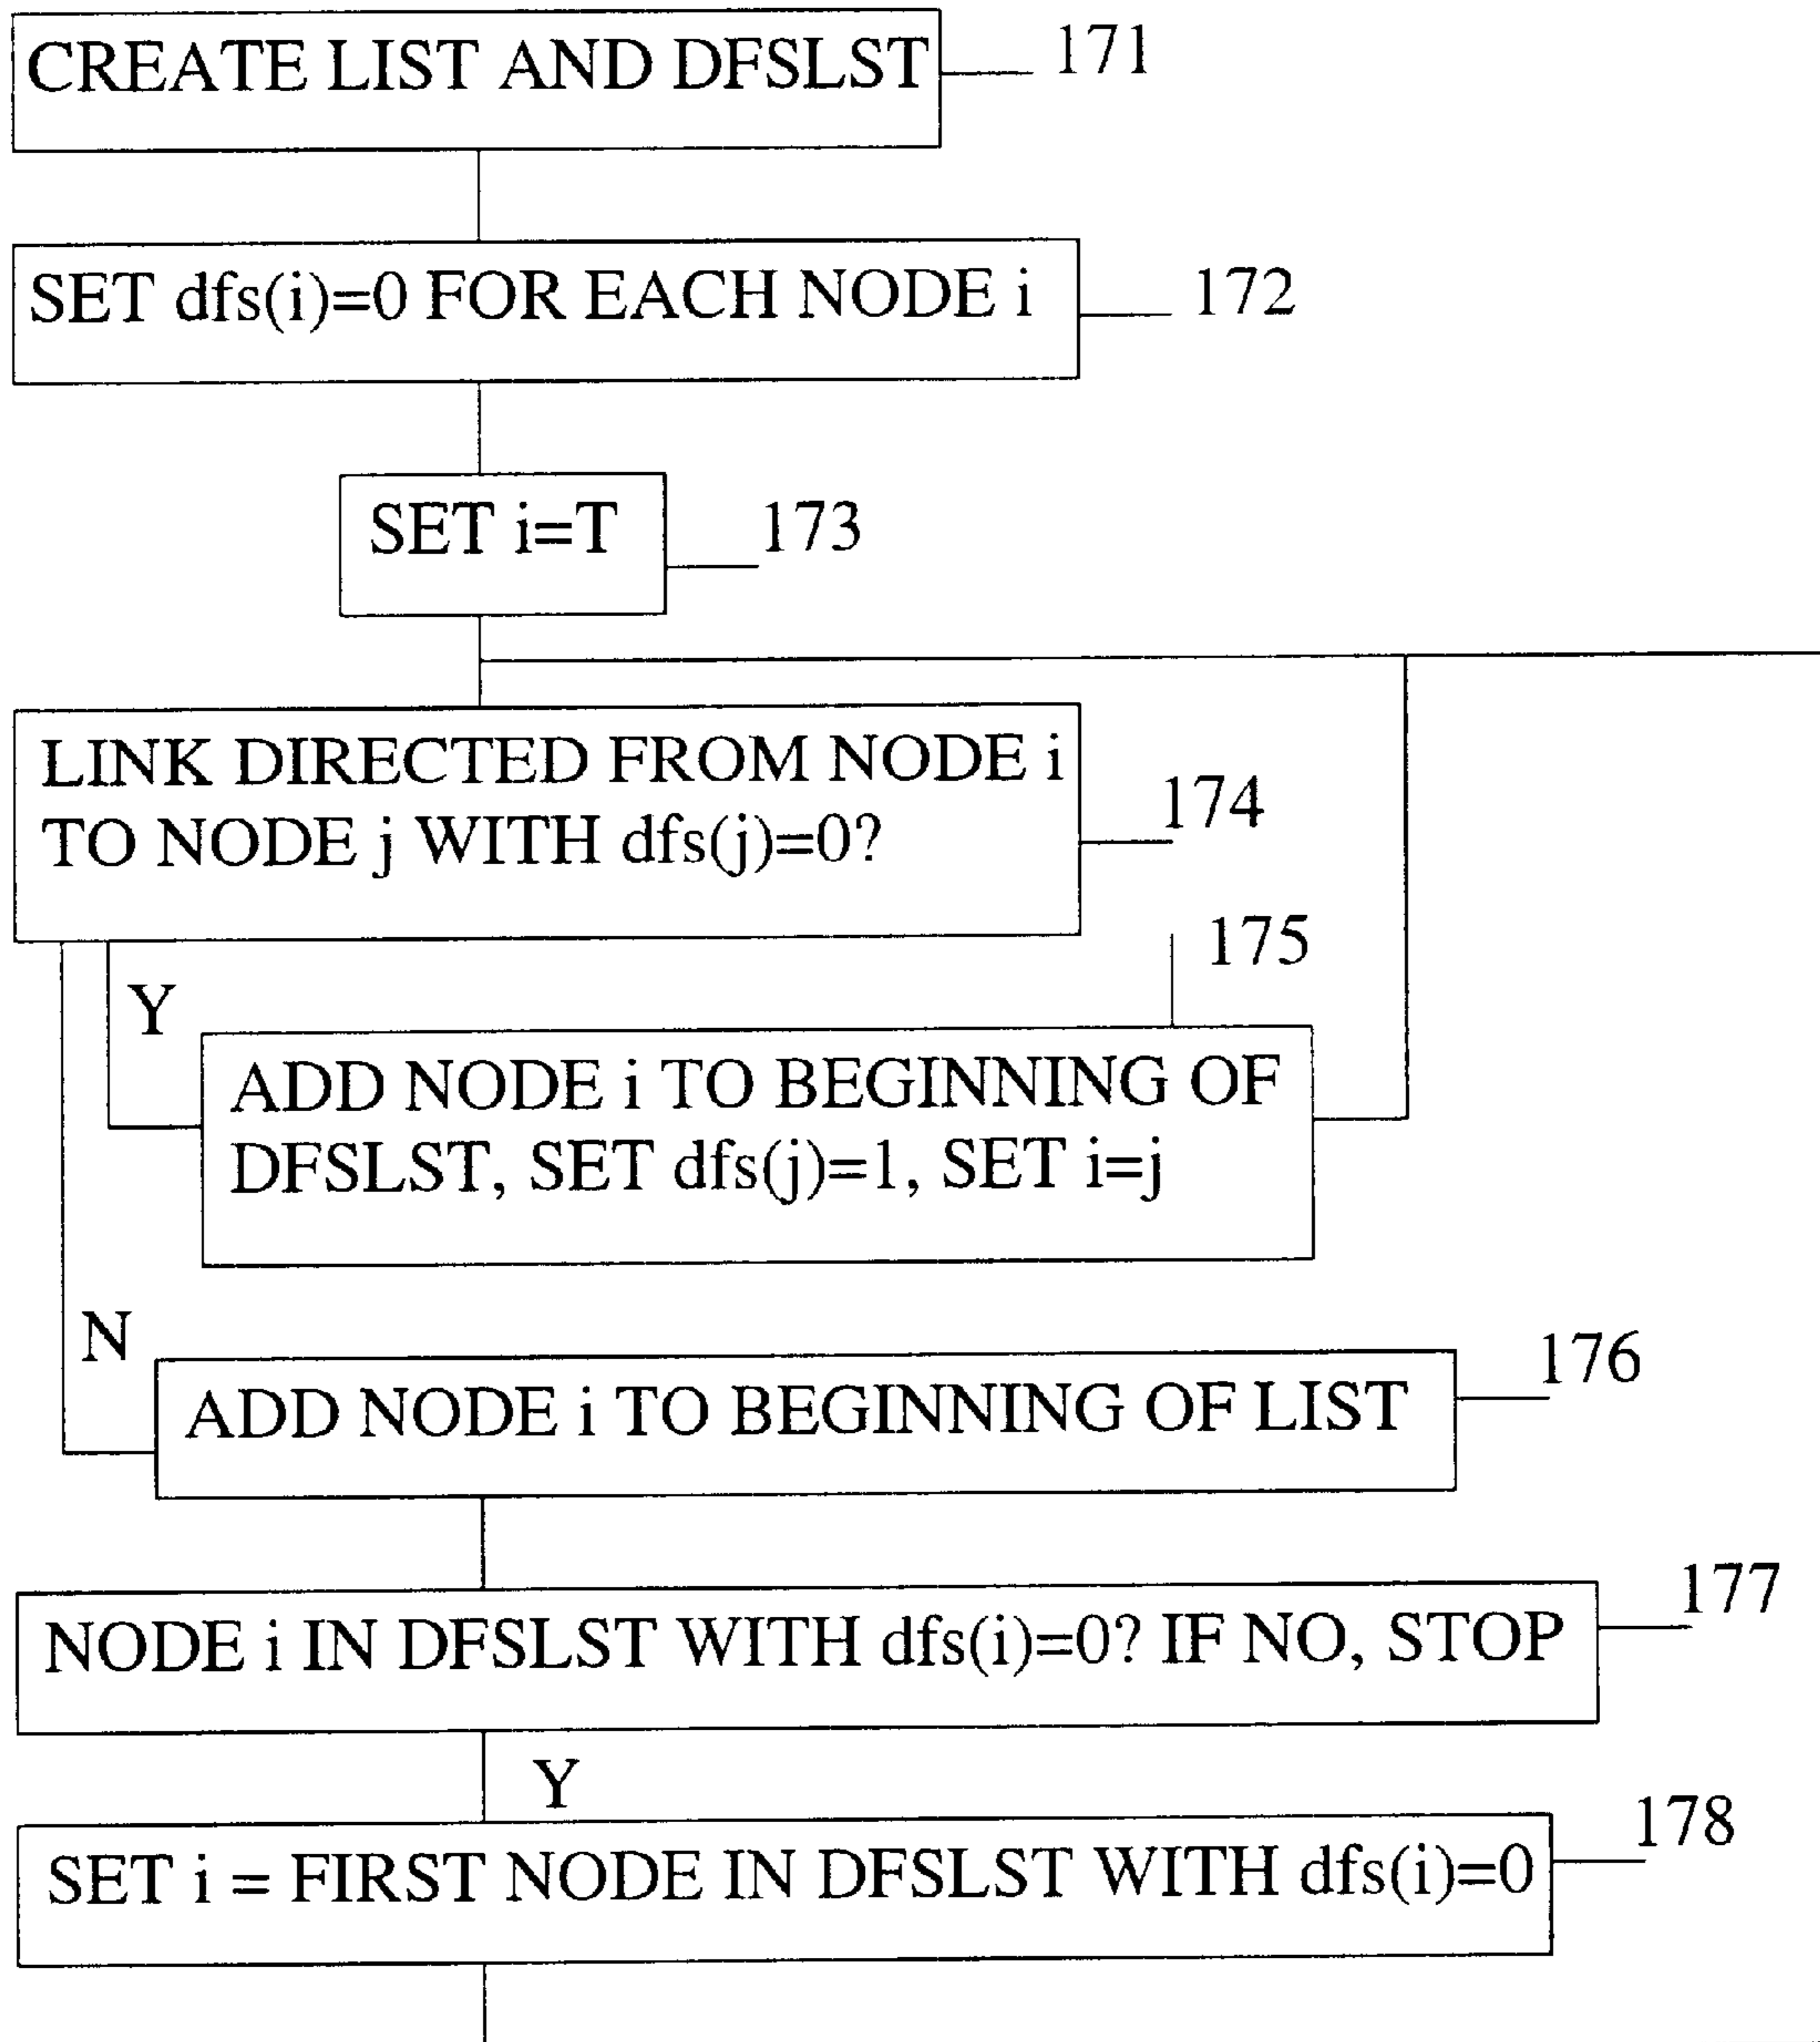 CREATE LIST AND DFSLST
171
SET dfs(i)=0 FOR EACH NODE i
172
SET i=T
173
LINK DIRECTED FROM NODE i
TO NODE j WITH dfs(j)=0?
174
175
Y
ADD NODE i TO BEGINNING OF
DFSLST, SET dfs(j)=1, SET i=j
N
176
ADD NODE i TO BEGINNING OF LIST
177
NODE i IN DFSLST WITH dfs(i)=0? IF NO, STOP
Y
178
SET i = FIRST NODE IN DFSLST WITH dfs(i)=0